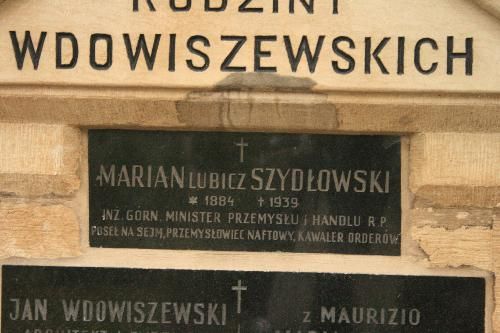 RODZINY
WDOWISZEWSKICH
MARIAN LUBICZ SZYDŁOWSKI
* 1884 † 1939
INŻ. GÓRN. MINISTER PRZEMYSŁU I HANDLU R.P.
POSEŁ NA SEJM, PRZEMYSŁOWIEC NAFTOWY, KAWALER ORDERÓW
JAN WDOWISZEWSKI z MAURIZIO
ARCHITEKT